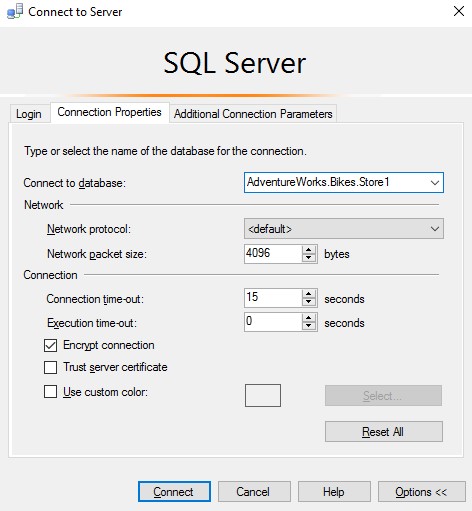 Connect to Server
SQL Server
Login Connection Properties Additional Connection Parameters
Type or select the name of the database for the connection.
Connect to database: AdventureWorks.Bikes.Store1
Network
Network protocol: <default>
Network packet size: 4096 bytes
Connection
Connection time-out: 15 seconds
Execution time-out: 0 seconds
Encrypt connection
Trust server certificate
Use custom color: Select...
Reset All
Connect Cancel Help Options <<